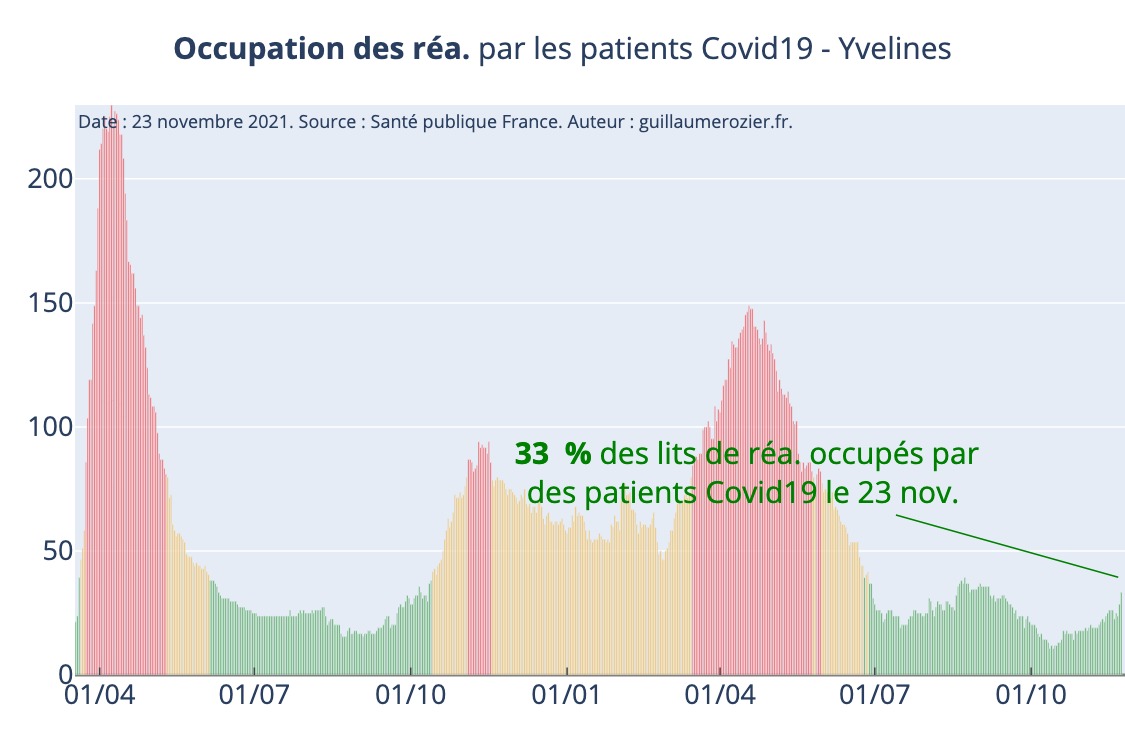 Occupation des réa. par les patients Covid19 - Yvelines
Date : 23 novembre 2021. Source : Santé publique France. Auteur : guillaumerozier.fr.
200
150
100
33 % des lits de réa. occupés par
des patients Covid19 le 23 nov.
50
0
01/04 01/07 01/10 01/01 01/04 01/07 01/10